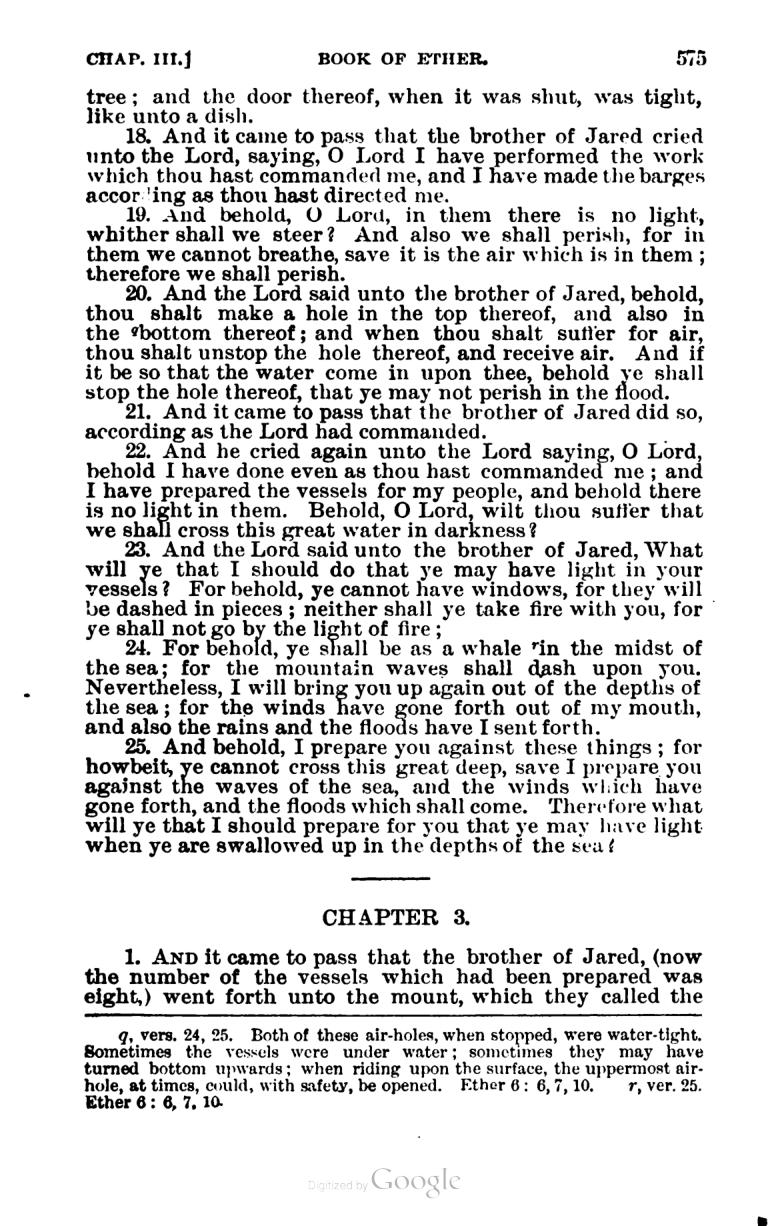 CHAP. III.] BOOK OF ETHER. 575
tree; and the door thereof, when it was shut, was tight,
like unto a dish.
18. And it came to pass that the brother of Jared cried
unto the Lord, saying, O Lord I have performed the work
which thou hast commanded me, and I have made the barges
accor'ing as thou hast directed me.
19. And behold, O Lord, in them there is no light,
whither shall we steer? And also we shall perish, for in
them we cannot breathe, save it is the air which is in them;
therefore we shall perish.
20. And the Lord said unto the brother of Jared, behold,
thou shalt make a hole in the top thereof, and also in
the qbottom thereof; and when thou shalt suffer for air,
thou shalt unstop the hole thereof, and receive air. And if
it be so that the water come in upon thee, behold ye shall
stop the hole thereof, that ye may not perish in the flood.
21. And it came to pass that the brother of Jared did so,
according as the Lord had commanded.
22. And he cried again unto the Lord saying, O Lord,
behold I have done even as thou hast commanded me; and
I have prepared the vessels for my people, and behold there
is no light in them. Behold, O Lord, wilt thou suffer that
we shall cross this great water in darkness?
23. And the Lord said unto the brother of Jared, What
will ye that I should do that ye may have light in your
vessels? For behold, ye cannot have windows, for they will
be dashed in pieces; neither shall ye take fire with you, for
ye shall not go by the light of fire;
24. For behold, ye shall be as a whale rin the midst of
the sea; for the mountain waves shall dash upon you.
Nevertheless, I will bring you up again out of the depths of
the sea; for the winds have gone forth out of my mouth,
and also the rains and the floods have I sent forth.
25. And behold, I prepare you against these things; for
howbeit, ye cannot cross this great deep, save I prepare you
against the waves of the sea, and the winds which have
gone forth, and the floods which shall come. Therefore what
will ye that I should prepare for you that ye may have light
when ye are swallowed up in the depths of the sea?
CHAPTER 3.
1. AND it came to pass that the brother of Jared, (now
the number of the vessels which had been prepared was
eight,) went forth unto the mount, which they called the
q, vers. 24, 25. Both of these air-holes, when stopped, were water-tight.
Sometimes the vessels were under water; sometimes they may have
turned bottom upwards; when riding upon the surface, the uppermost air-
hole, at times, could, with safety, be opened. Ether 6: 6, 7, 10. r, ver. 25.
Ether 6: 6, 7, 10.
Digitized by Google